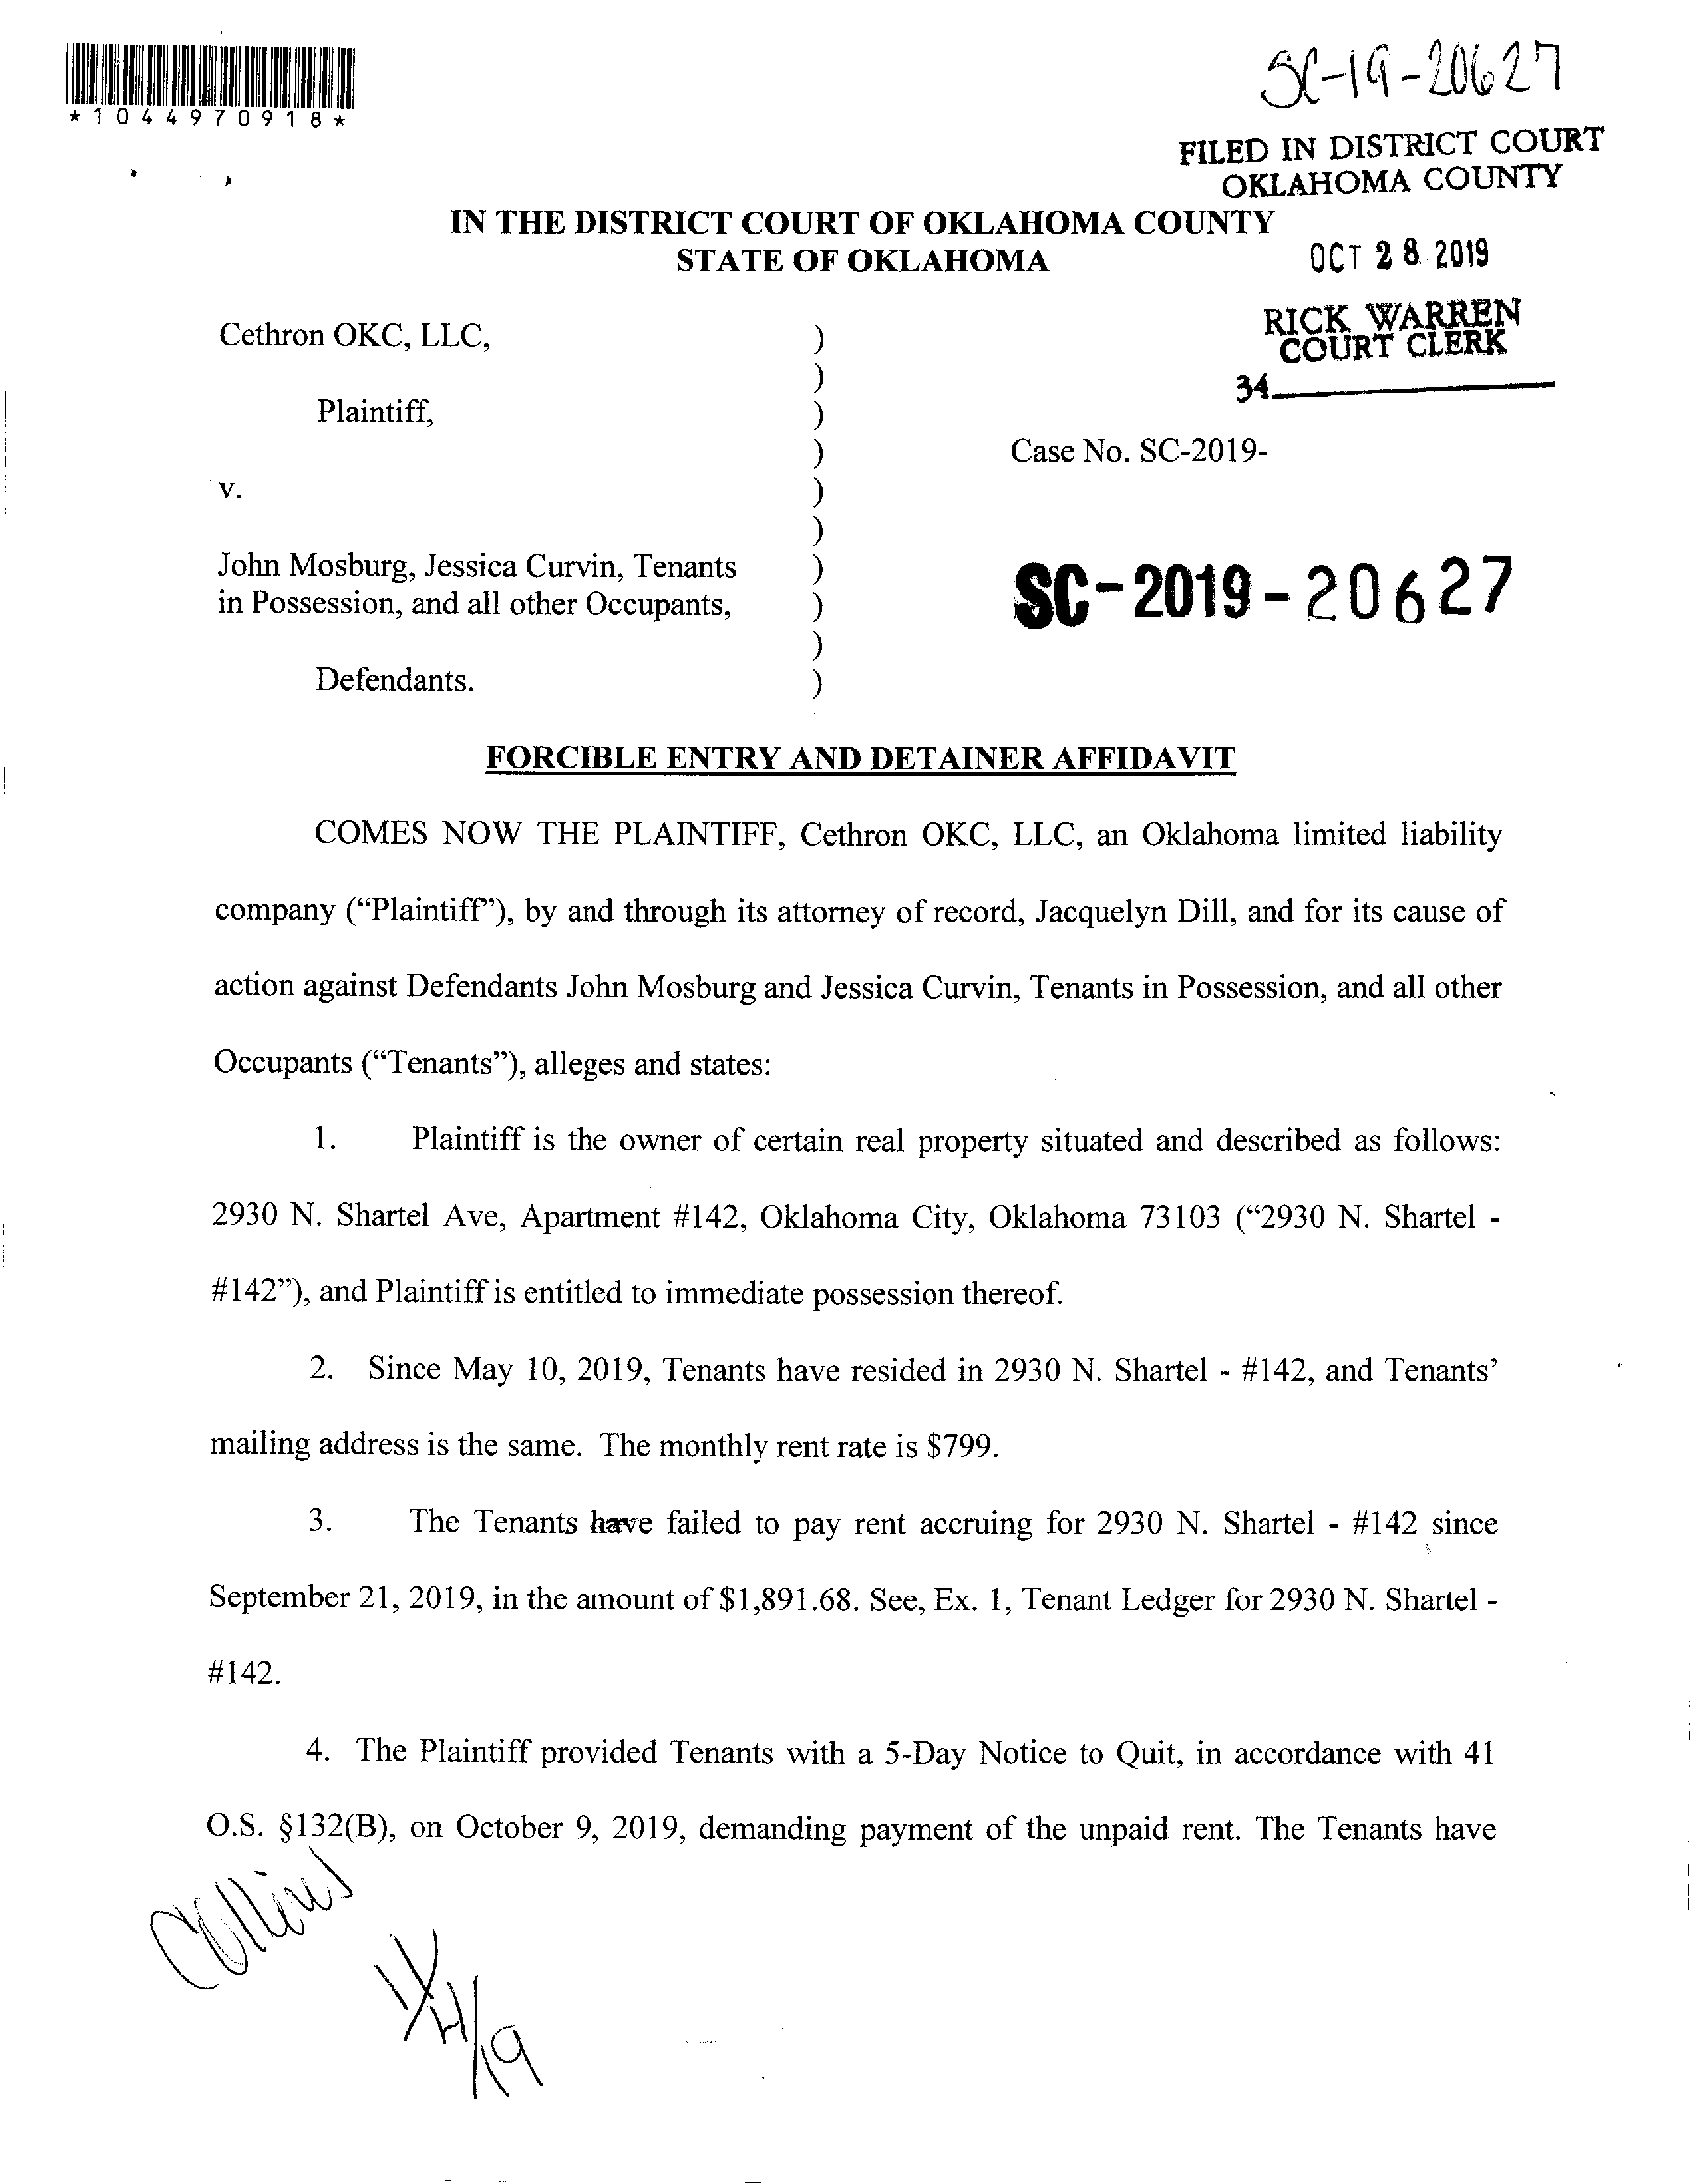 *1044970918*
SC-19-20627
FILED IN DISTRICT COURT
OKLAHOMA COUNTY
IN THE DISTRICT COURT OF OKLAHOMA COUNTY
STATE OF OKLAHOMA
OCT 28 2019
RICK WARREN
COURT CLERK
34
Cethron OKC, LLC, )
)
Plaintiff, )
) Case No. SC-2019-
v. )
)
John Mosburg, Jessica Curvin, Tenants )
in Possession, and all other Occupants, )
SC-2019-20627
)
Defendants. )
FORCIBLE ENTRY AND DETAINER AFFIDAVIT
COMES NOW THE PLAINTIFF, Cethron OKC, LLC, an Oklahoma limited liability
company (“Plaintiff”), by and through its attorney of record, Jacquelyn Dill, and for its cause of
action against Defendants John Mosburg and Jessica Curvin, Tenants in Possession, and all other
Occupants (“Tenants”), alleges and states:
1. Plaintiff is the owner of certain real property situated and described as follows:
2930 N. Shartel Ave, Apartment #142, Oklahoma City, Oklahoma 73103 (“2930 N. Shartel -
#142”), and Plaintiff is entitled to immediate possession thereof.
2. Since May 10, 2019, Tenants have resided in 2930 N. Shartel - #142, and Tenants’
mailing address is the same. The monthly rent rate is $799.
3. The Tenants have failed to pay rent accruing for 2930 N. Shartel - #142 since
September 21, 2019, in the amount of $1,891.68. See, Ex. 1, Tenant Ledger for 2930 N. Shartel -
#142.
4. The Plaintiff provided Tenants with a 5-Day Notice to Quit, in accordance with 41
O.S. §132(B), on October 9, 2019, demanding payment of the unpaid rent. The Tenants have
Collins